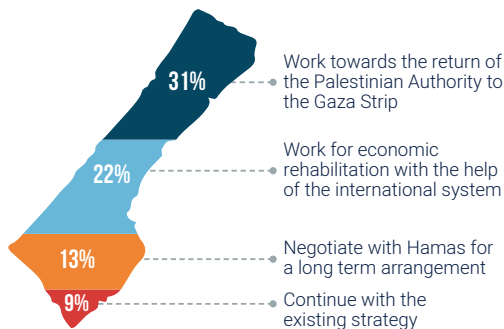 31%
Work towards the return of
the Palestinian Authority to
the Gaza Strip
22%
Work for economic
rehabilitation with the help
of the international system
13%
Negotiate with Hamas for
a long term arrangement
9%
Continue with the
existing strategy